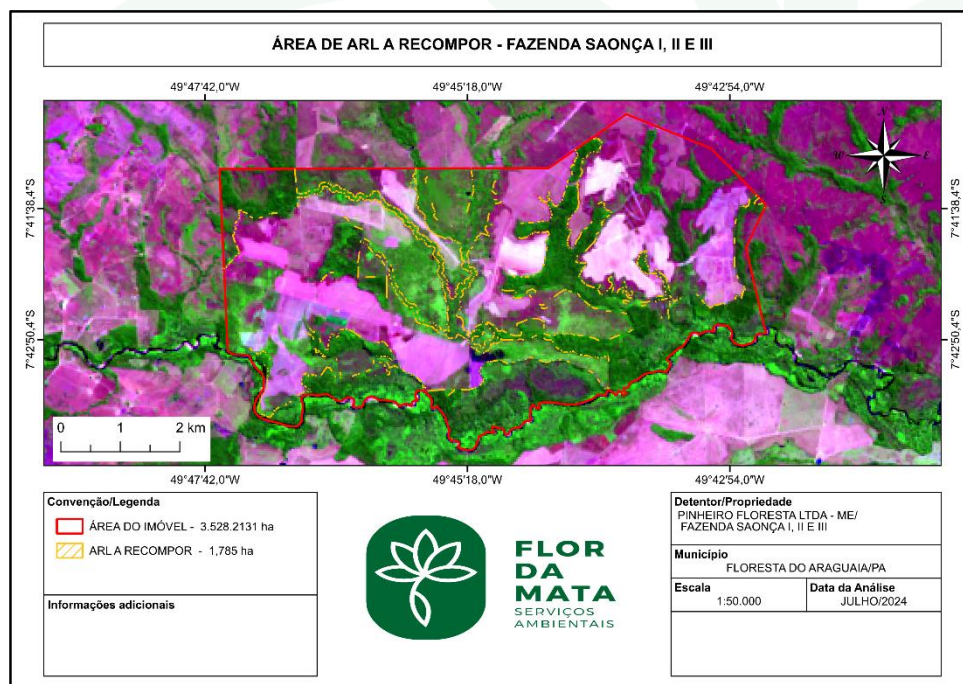 ÁREA DE ARL A RECOMPOR - FAZENDA SAONÇA I, II E III
49°47'42,0"W 49°45'18,0"W 49°42'54,0"W
N
W E
S
7°41'38,4"S 7°41'38,4"S
7°42'50,4"S 7°42'50,4"S
0 1 2 km
49°47'42,0"W 49°45'18,0"W 49°42'54,0"W
Convenção/Legenda
ÁREA DO IMÓVEL - 3.528.2131 ha
ARL A RECOMPOR - 1,785 ha
Informações adicionais
FLOR
DA
MATA
SERVIÇOS
AMBIENTAIS
Detentor/Propriedade
PINHEIRO FLORESTA LTDA - ME/
FAZENDA SAONÇA I, II E III
Município
FLORESTA DO ARAGUAIA/PA
Escala Data da Análise
1:50.000 JULHO/2024